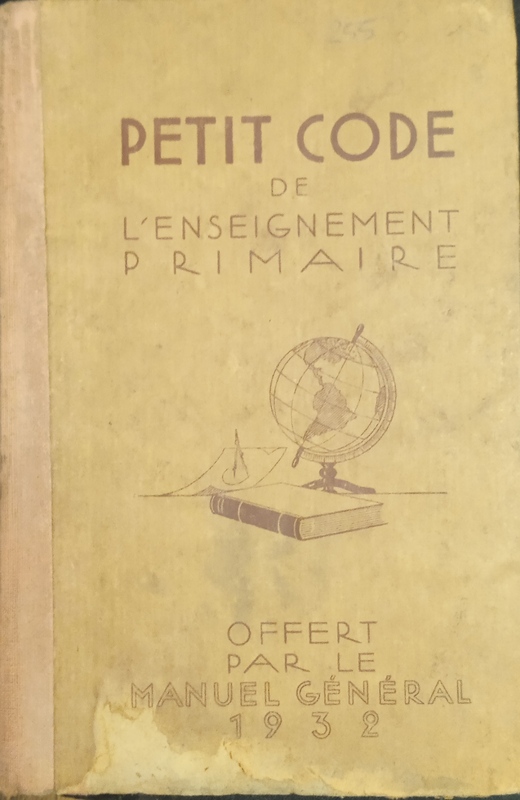 PETIT CODE
DE
L'ENSEIGNEMENT
PRIMAIRE
OFFERT
PAR LE
MANUEL GÉNÉRAL
1932